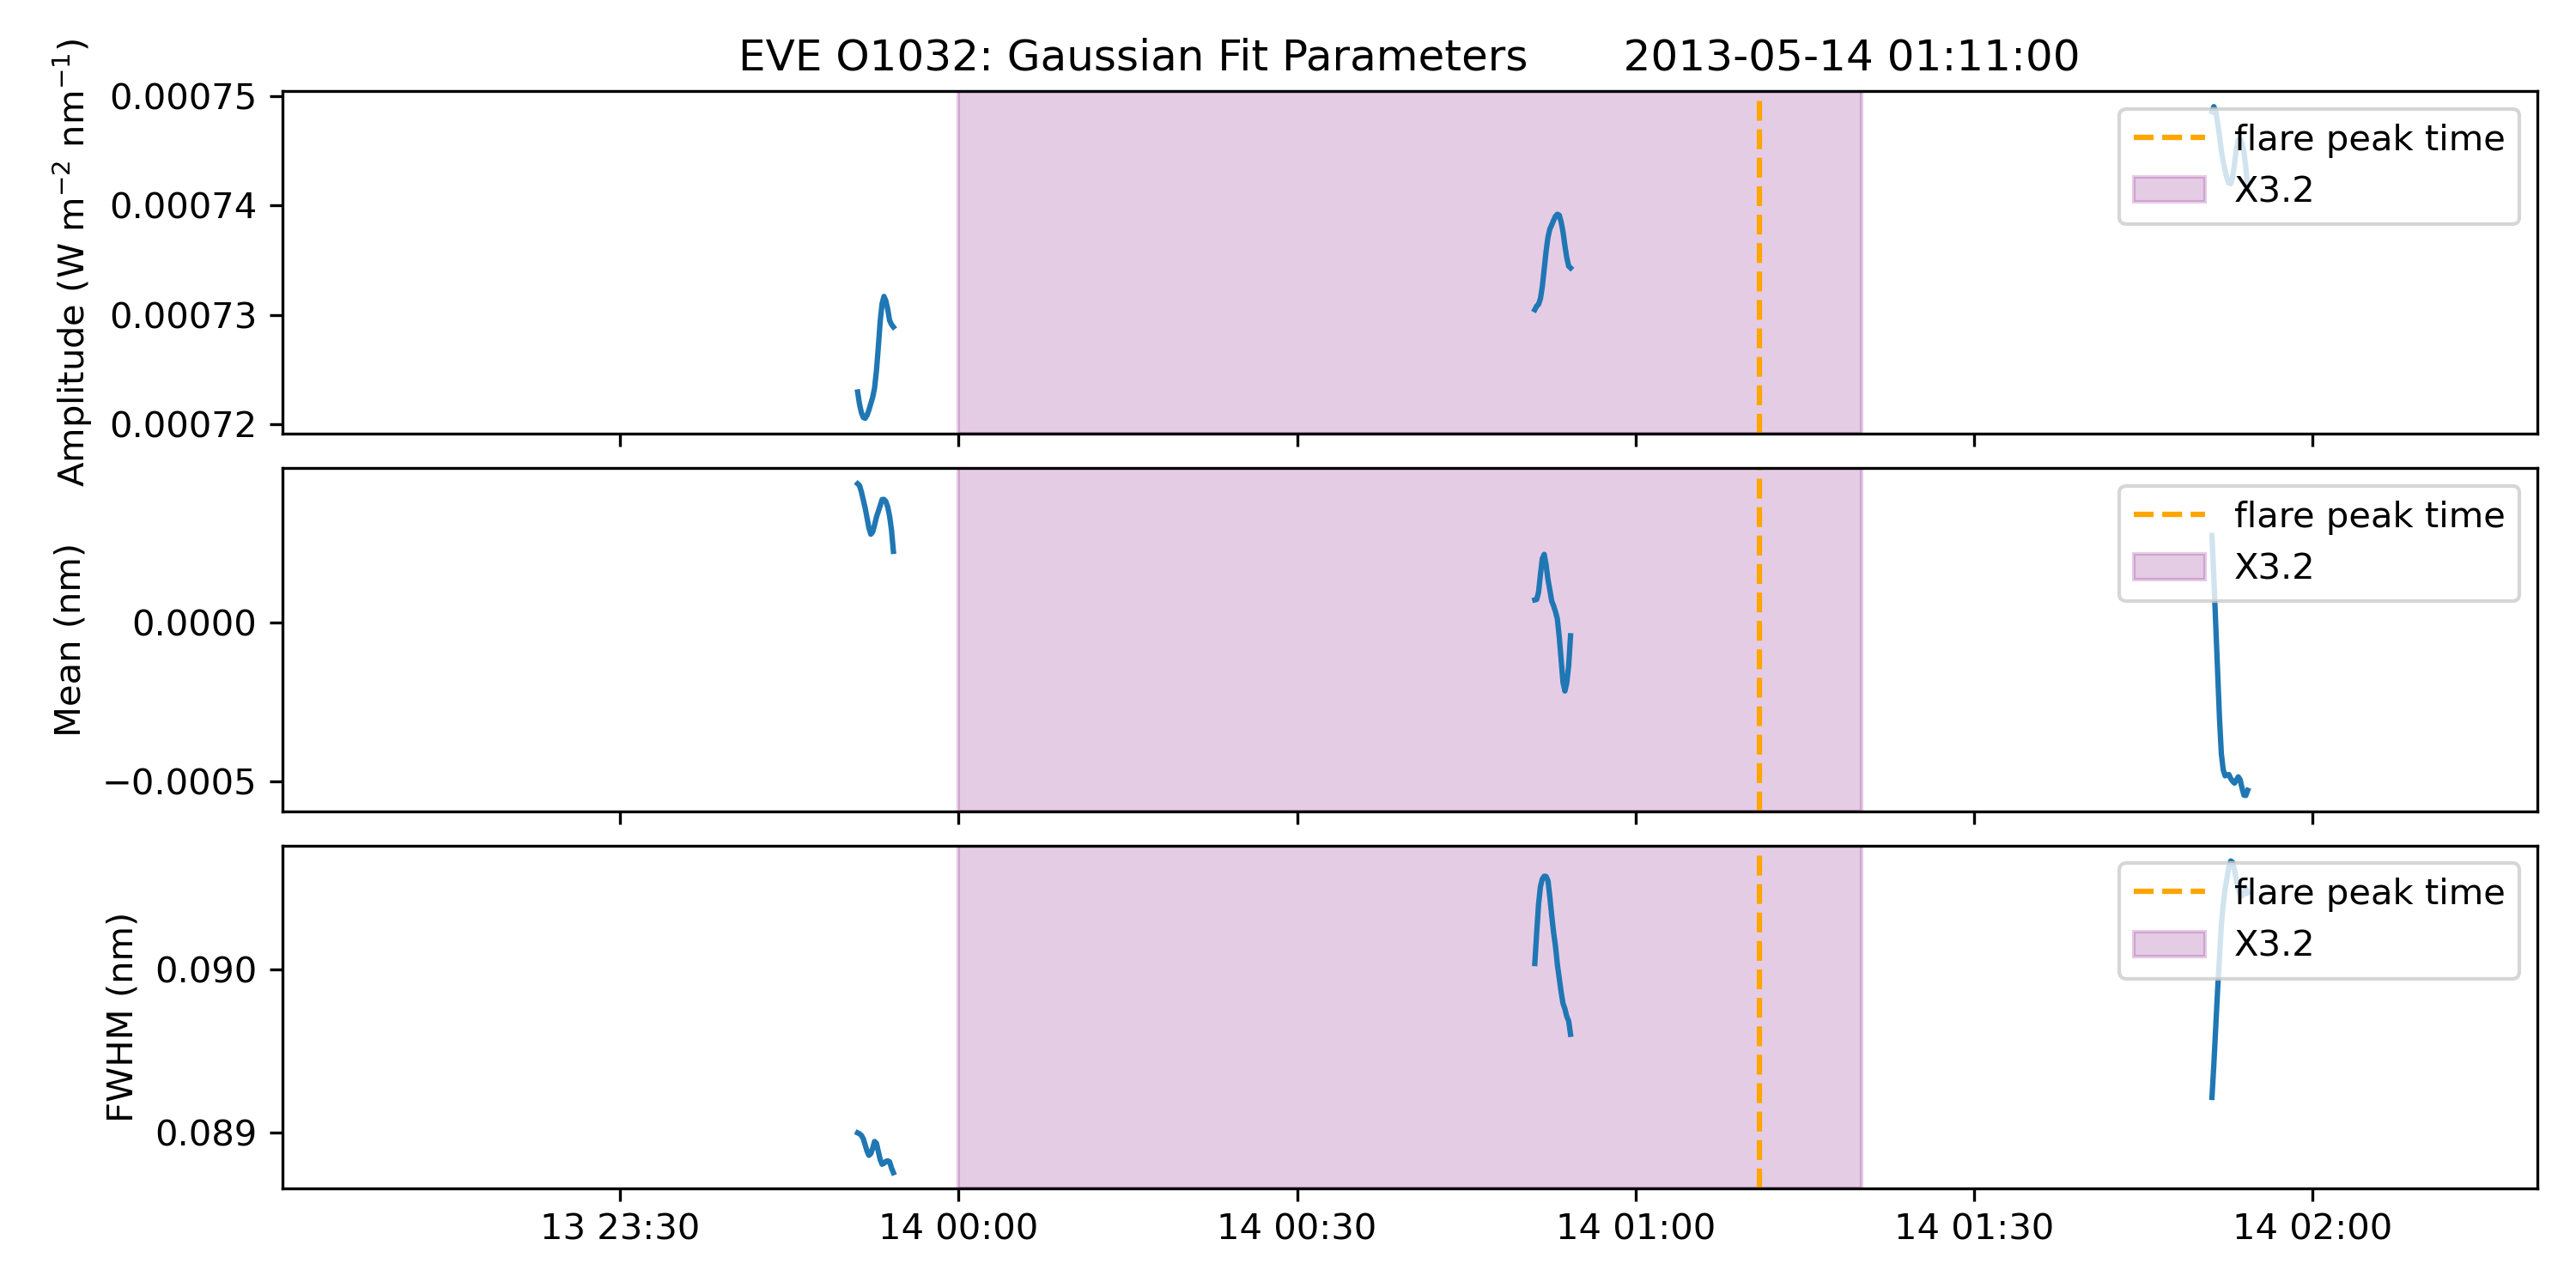 EVE O1032: Gaussian Fit Parameters 2013-05-14 01:11:00
Amplitude (W m⁻² nm⁻¹)
0.00075
0.00074
0.00073
0.00072
flare peak time
X3.2
Mean (nm)
0.0000
−0.0005
flare peak time
X3.2
FWHM (nm)
0.090
0.089
flare peak time
X3.2
13 23:30 14 00:00 14 00:30 14 01:00 14 01:30 14 02:00